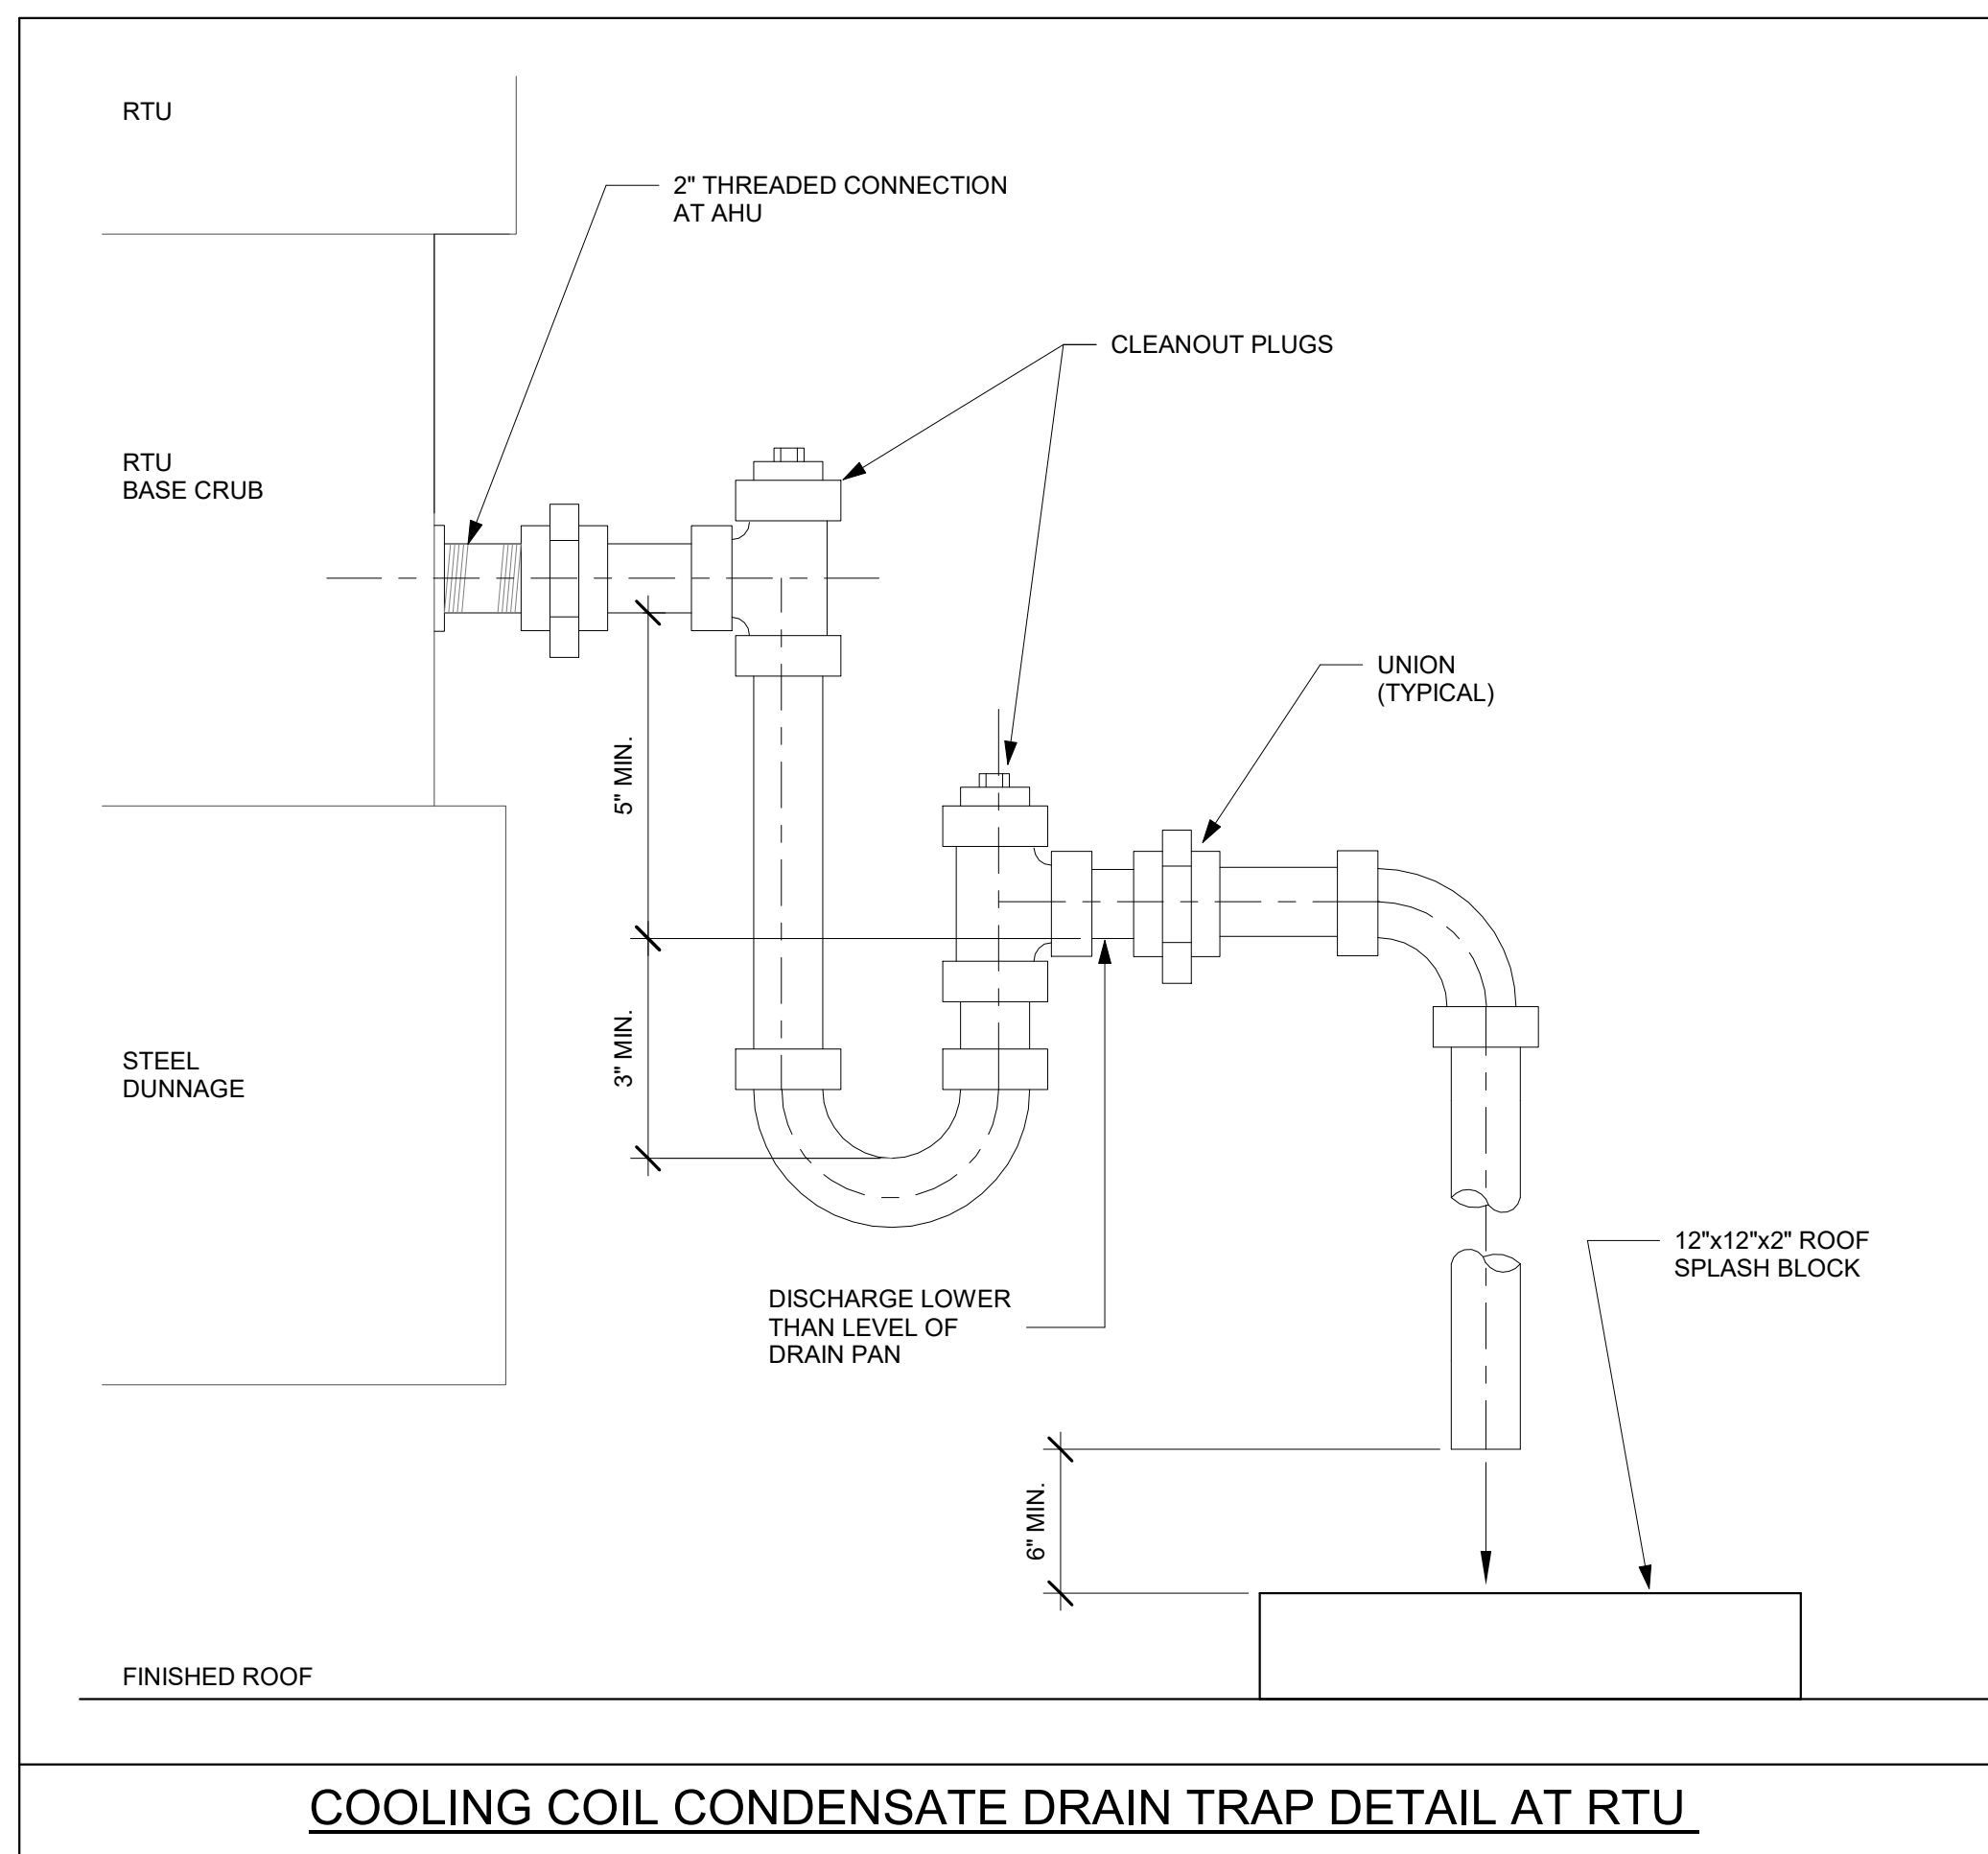 RTU
2" THREADED CONNECTION
AT AHU
CLEANOUT PLUGS
RTU
BASE CRUB
UNION
(TYPICAL)
5" MIN.
3" MIN.
STEEL
DUNNAGE
12"x12"x2" ROOF
SPLASH BLOCK
DISCHARGE LOWER
THAN LEVEL OF
DRAIN PAN
6" MIN.
FINISHED ROOF
COOLING COIL CONDENSATE DRAIN TRAP DETAIL AT RTU